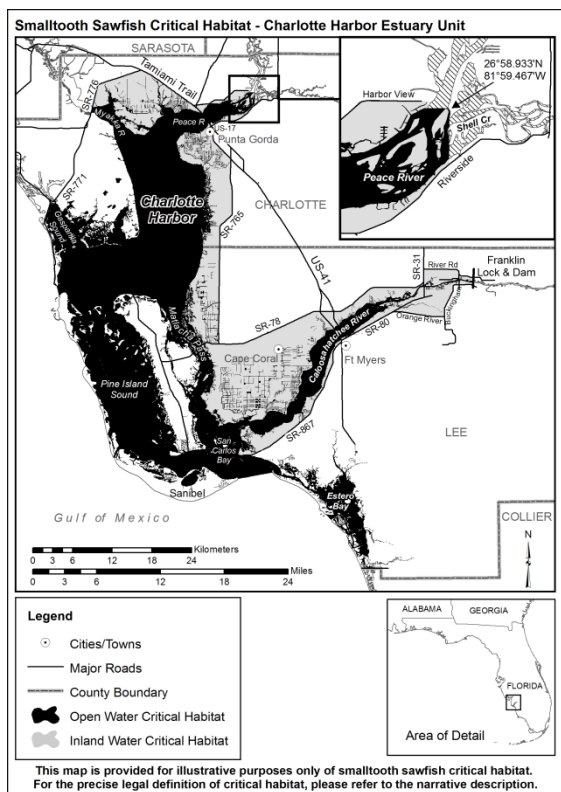 Smalltooth Sawfish Critical Habitat - Charlotte Harbor Estuary Unit
SARASOTA
Tamiami Trail
SR-776
Myakka R
Peace R
US-17
Punta Gorda
Harbor View
26°58.933'N
81°59.467'W
Shell Cr
Riverside
Peace River
SR-771
Gasparilla
Sound
Charlotte
Harbor
CHARLOTTE
SR-765
US-41
SR-31
River Rd
Franklin
Lock & Dam
Buckingham
Orange River
SR-80
SR-78
Matlacha Pass
Cape Coral
Caloosahatchee River
Ft Myers
Pine Island
Sound
SR-867
San
Carlos
Bay
LEE
Sanibel
Estero
Bay
COLLIER
Gulf of Mexico
N
Kilometers
0 3 6 12 18 24
Miles
0 3 6 12 18 24
Legend
Cities/Towns
Major Roads
County Boundary
Open Water Critical Habitat
Inland Water Critical Habitat
ALABAMA
GEORGIA
FLORIDA
Area of Detail
This map is provided for illustrative purposes only of smalltooth sawfish critical habitat.
For the precise legal definition of critical habitat, please refer to the narrative description.